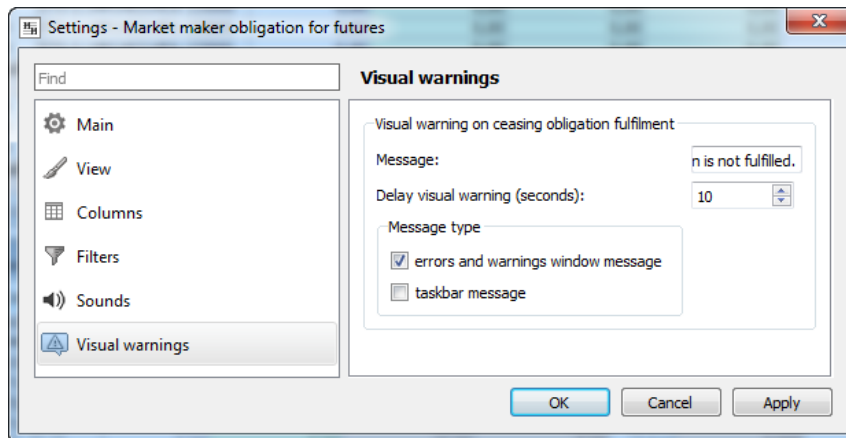 Settings - Market maker obligation for futures
Find
Main
View
Columns
Filters
Sounds
Visual warnings
Visual warnings
Visual warning on ceasing obligation fulfilment
Message: n is not fulfilled.
Delay visual warning (seconds): 10
Message type
errors and warnings window message
taskbar message
OK Cancel Apply